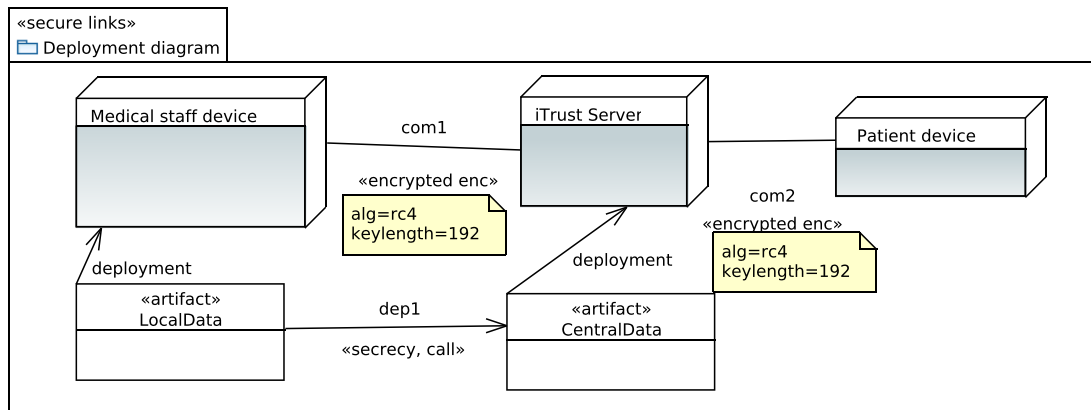 «secure links»
Deployment diagram
Medical staff device
iTrust Server
Patient device
com1
«encrypted enc»
alg=rc4
keylength=192
com2
«encrypted enc»
alg=rc4
keylength=192
deployment
deployment
«artifact»
LocalData
dep1
«secrecy, call»
«artifact»
CentralData